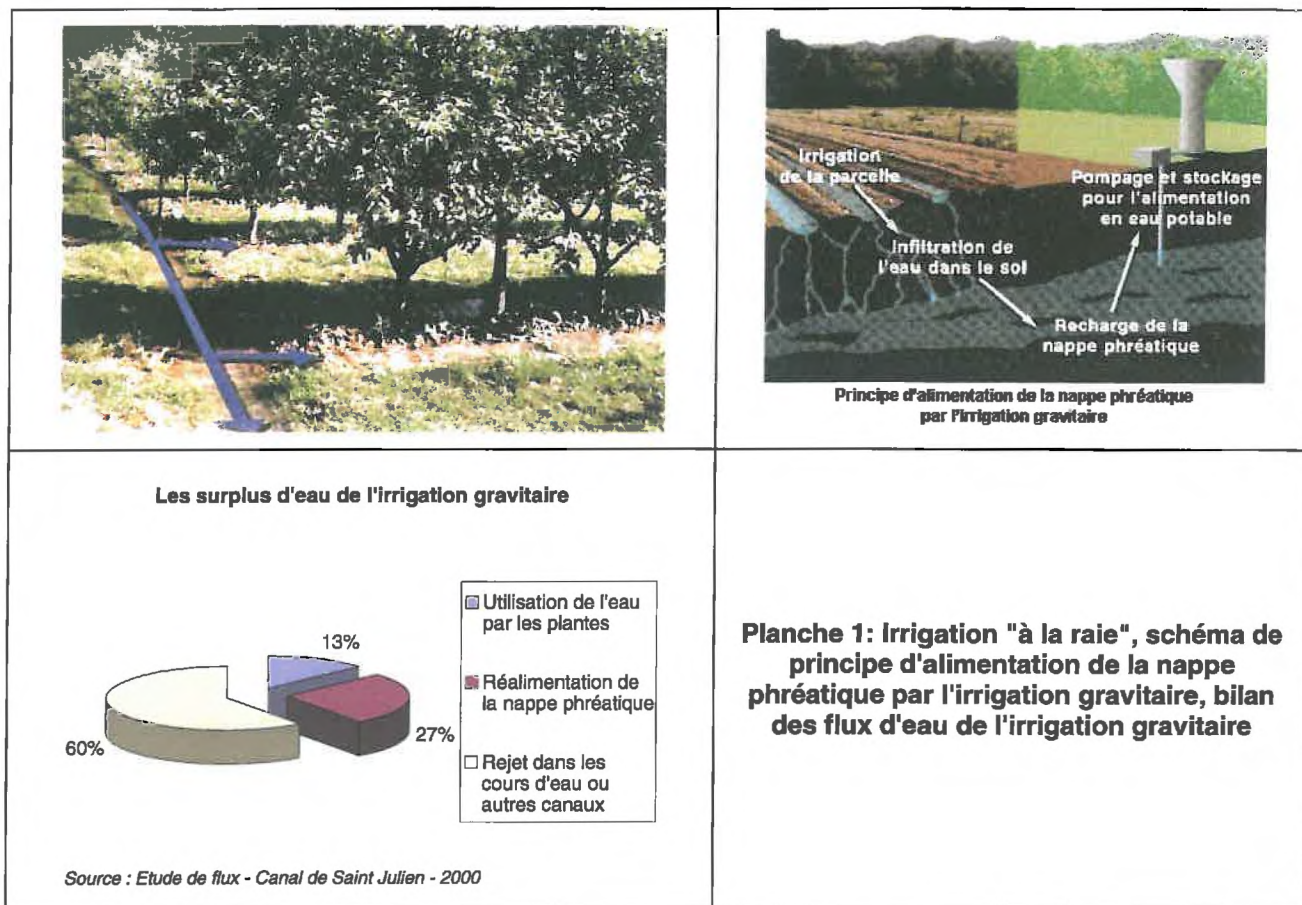 Irrigation
de la parcelle
Pompage et stockage
pour l'alimentation
en eau potable
Infiltration de
l'eau dans le sol
Recharge de la
nappe phréatique
Principe d'alimentation de la nappe phréatique
par l'irrigation gravitaire
Les surplus d'eau de l'irrigation gravitaire
13%
27%
60%
Utilisation de l'eau
par les plantes
Réalimentation de
la nappe phréatique
Rejet dans les
cours d'eau ou
autres canaux
Source : Etude de flux - Canal de Saint Julien - 2000
Planche 1: Irrigation "à la raie", schéma de
principe d'alimentation de la nappe
phréatique par l'irrigation gravitaire, bilan
des flux d'eau de l'irrigation gravitaire